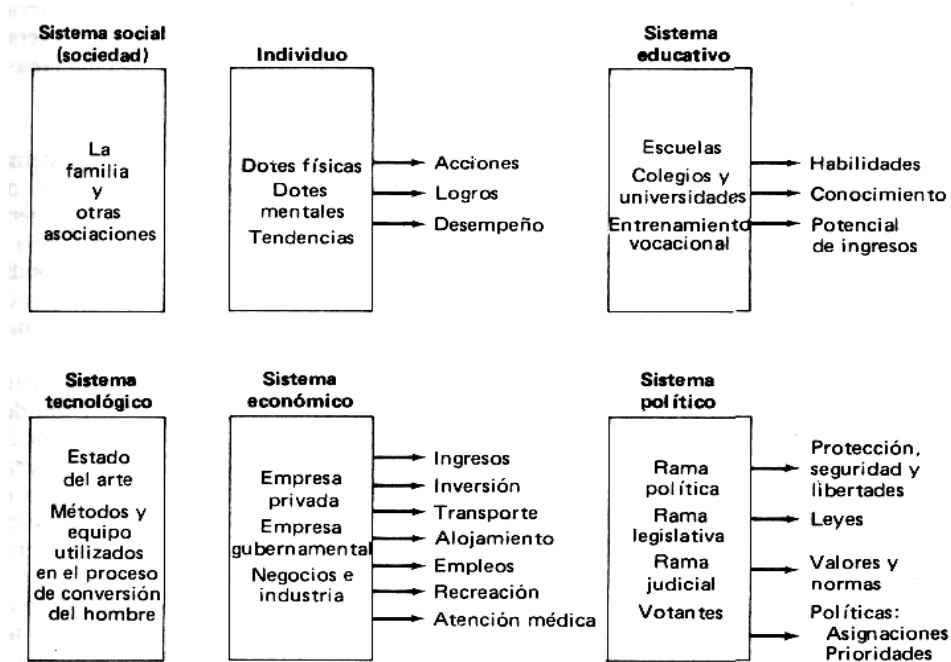 Sistema social
(sociedad)
La
familia
y
otras
asociaciones
Individuo
Dotes físicas
Dotes
mentales
Tendencias
Acciones
Logros
Desempeño
Sistema
educativo
Escuelas
Colegios y
universidades
Entrenamiento
vocacional
Habilidades
Conocimiento
Potencial
de ingresos
Sistema
tecnológico
Estado
del arte
Métodos y
equipo
utilizados
en el proceso
de conversión
del hombre
Sistema
económico
Empresa
privada
Empresa
gubernamental
Negocios e
industria
Ingresos
Inversión
Transporte
Alojamiento
Empleos
Recreación
Atención médica
Sistema
político
Rama
política
Rama
legislativa
Rama
judicial
Votantes
Protección,
seguridad y
libertades
Leyes
Valores y
normas
Políticas:
Asignaciones
Prioridades